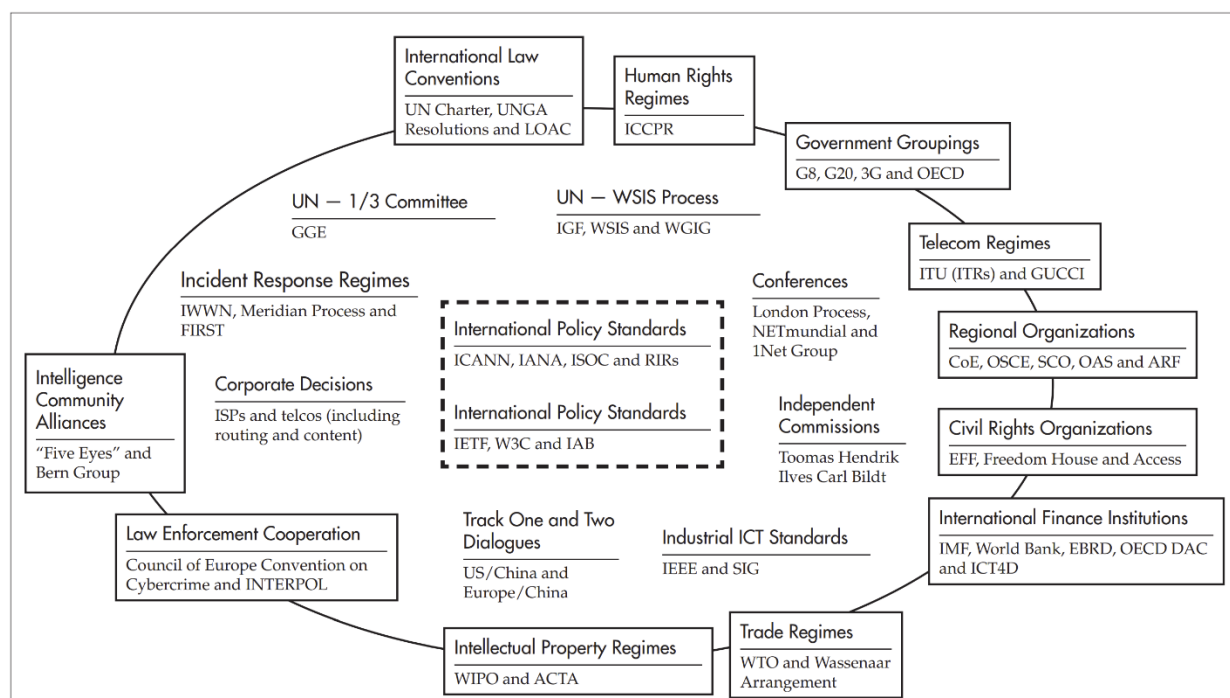 International Law
Conventions
UN Charter, UNGA
Resolutions and LOAC
Human Rights
Regimes
ICCPR
Government Groupings
G8, G20, 3G and OECD
UN — 1/3 Committee
GGE
UN — WSIS Process
IGF, WSIS and WGIG
Telecom Regimes
ITU (ITRs) and GUCCI
Incident Response Regimes
IWWN, Meridian Process and
FIRST
Conferences
London Process,
NETmundial and
1Net Group
International Policy Standards
ICANN, IANA, ISOC and RIRs
Regional Organizations
CoE, OSCE, SCO, OAS and ARF
Intelligence
Community
Alliances
“Five Eyes” and
Bern Group
Corporate Decisions
ISPs and telcos (including
routing and content)
International Policy Standards
IETF, W3C and IAB
Independent
Commissions
Toomas Hendrik
Ilves Carl Bildt
Civil Rights Organizations
EFF, Freedom House and Access
Law Enforcement Cooperation
Council of Europe Convention on
Cybercrime and INTERPOL
Track One and Two
Dialogues
US/China and
Europe/China
Industrial ICT Standards
IEEE and SIG
International Finance Institutions
IMF, World Bank, EBRD, OECD DAC
and ICT4D
Intellectual Property Regimes
WIPO and ACTA
Trade Regimes
WTO and Wassenaar
Arrangement